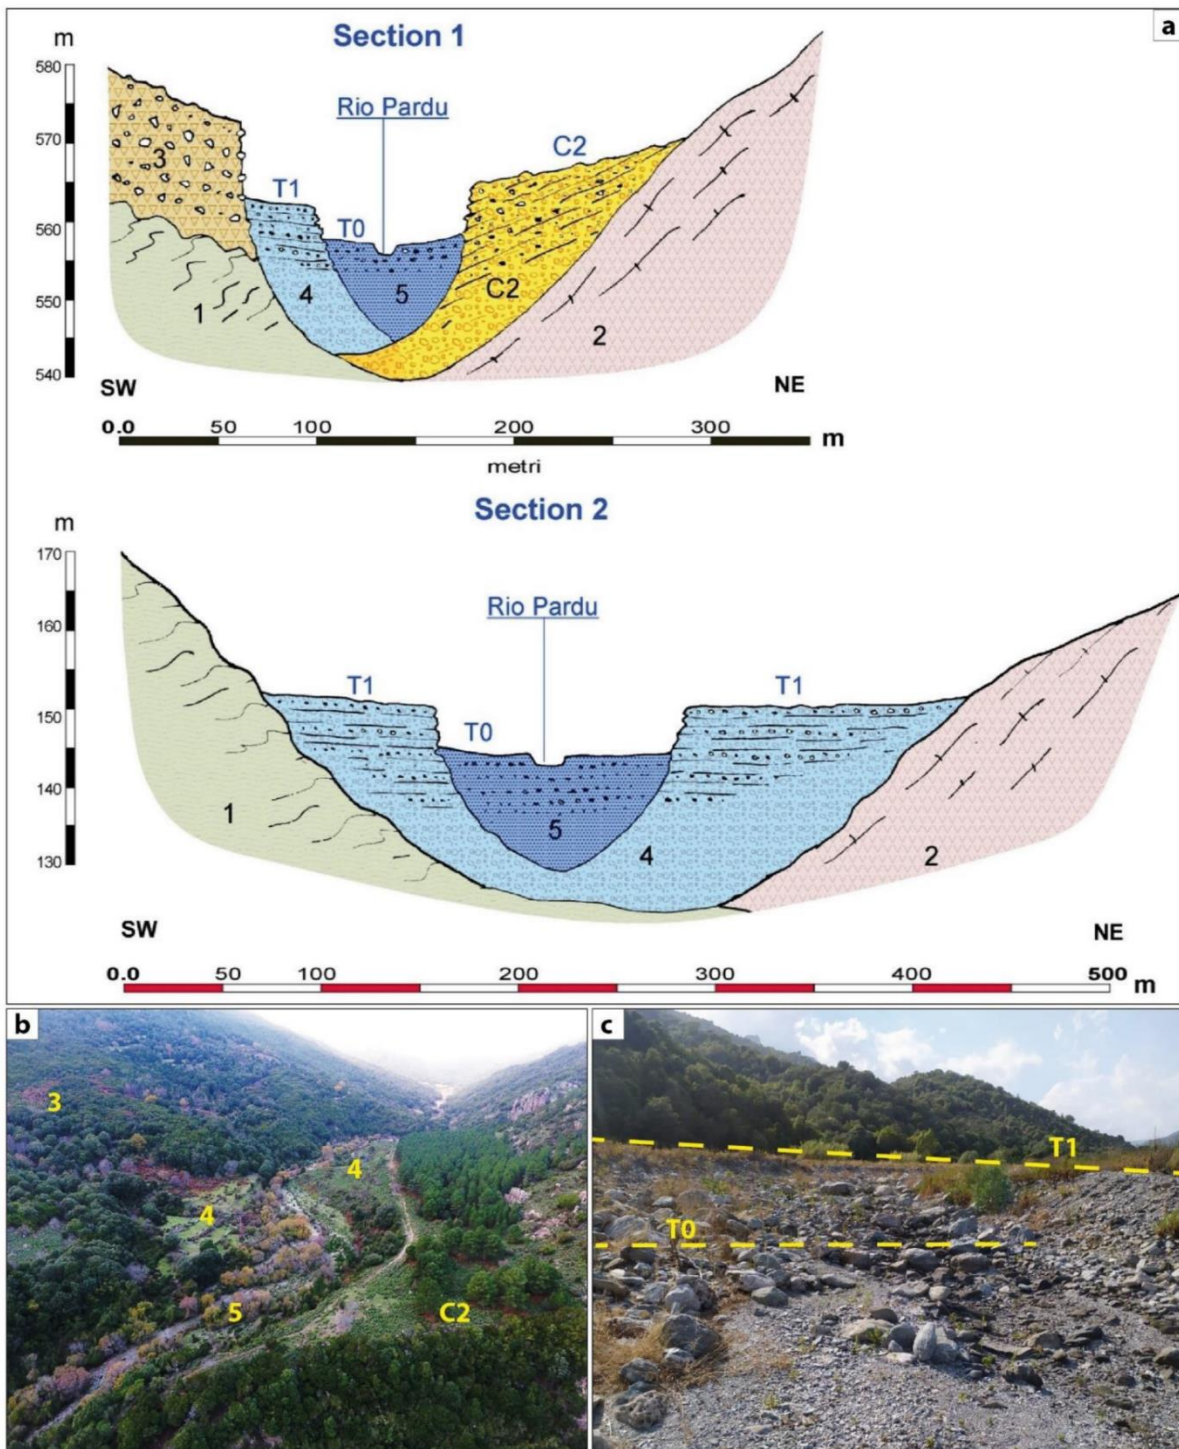 a
Section 1
m
580
570
560
550
540
Rio Pardu
C2
3
T1
T0
1
4
5
C2
2
SW
NE
0.0 50 100 200 300 m
metri
Section 2
m
170
160
150
140
130
Rio Pardu
T1
T0
T1
1
5
4
2
SW
NE
0.0 50 100 200 300 400 500 m
b
3
4
4
5
C2
c
T1
T0